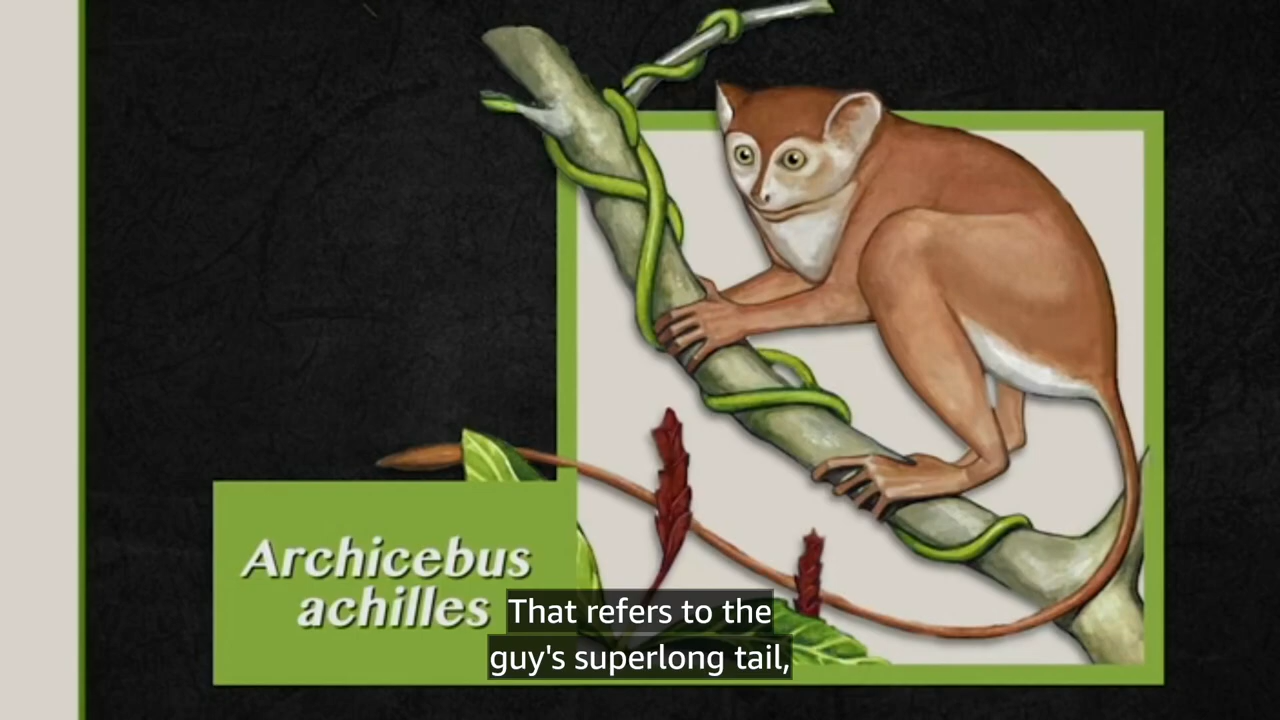 Archicebus
achilles
That refers to the
guy's superlong tail,